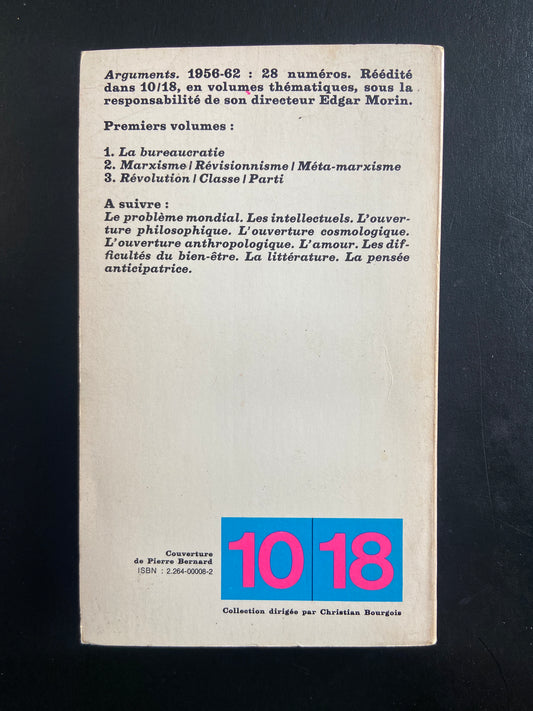 Arguments. 1956-62 : 28 numéros. Réédité
dans 10/18, en volumes thématiques, sous la
responsabilité de son directeur Edgar Morin.
Premiers volumes :
1. La bureaucratie
2. Marxisme / Révisionnisme / Méta-marxisme
3. Révolution / Classe / Parti
A suivre :
Le problème mondial. Les intellectuels. L'ouver-
ture philosophique. L'ouverture cosmologique.
L'ouverture anthropologique. L'amour. Les dif-
ficultés du bien-être. La littérature. La pensée
anticipatrice.
Couverture
de Pierre Bernard
ISBN : 2.264-00008-2
10 18
Collection dirigée par Christian Bourgois